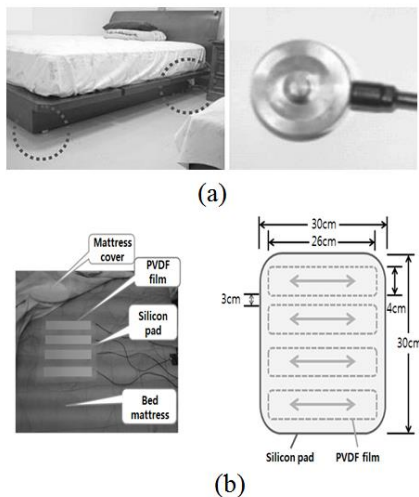 (a)
Mattress
cover
PVDF
film
Silicon
pad
Bed
mattress
30cm
26cm
3cm
4cm
30cm
Silicon pad
PVDF film
(b)